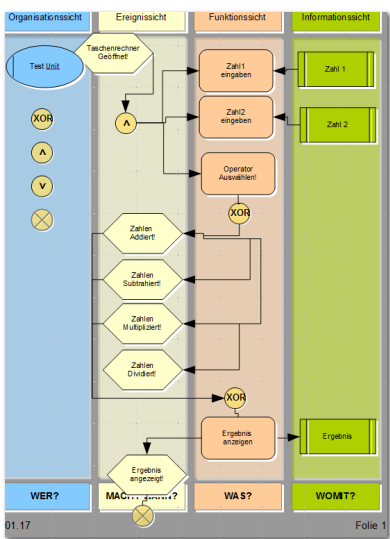 Organisationssicht
Ereignissicht
Funktionssicht
Informationssicht
Test Unit
Taschenrechner
Geöffnet!
Zahl1
eingeben
Zahl 1
XOR
Λ
V
Λ
Zahl2
eingeben
Zahl 2
Operator
Auswählen!
XOR
Zahlen
Addiert!
Zahlen
Subtrahiert!
Zahlen
Multipliziert!
Zahlen
Dividiert!
XOR
Ergebnis
anzeigen
Ergebnis
Ergebnis
angezeigt!
WER?
WAS?
WOMIT?
01.17
Folie 1